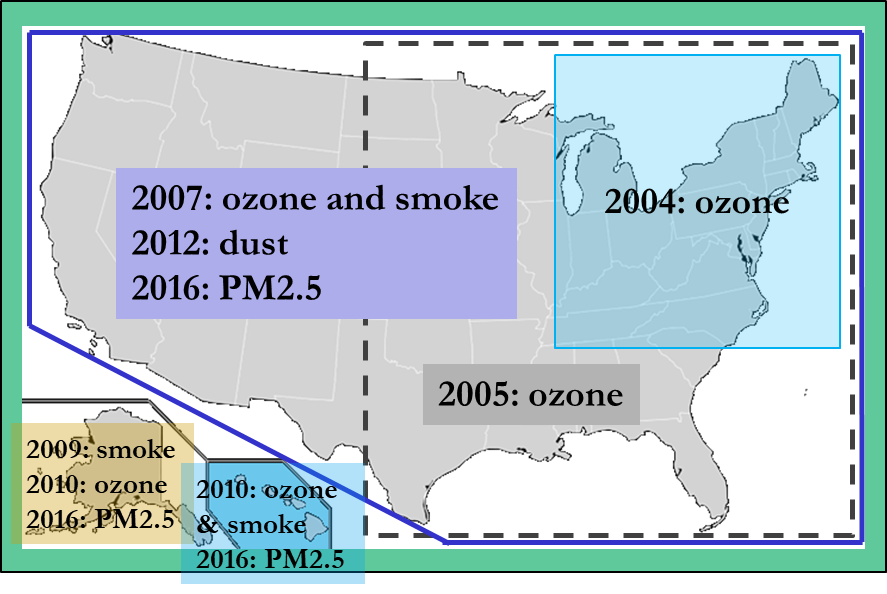 2004: ozone
2007: ozone and smoke
2012: dust
2016: PM2.5
2005: ozone
2009: smoke
2010: ozone
2016: PM2.5
2010: ozone
& smoke
2016: PM2.5